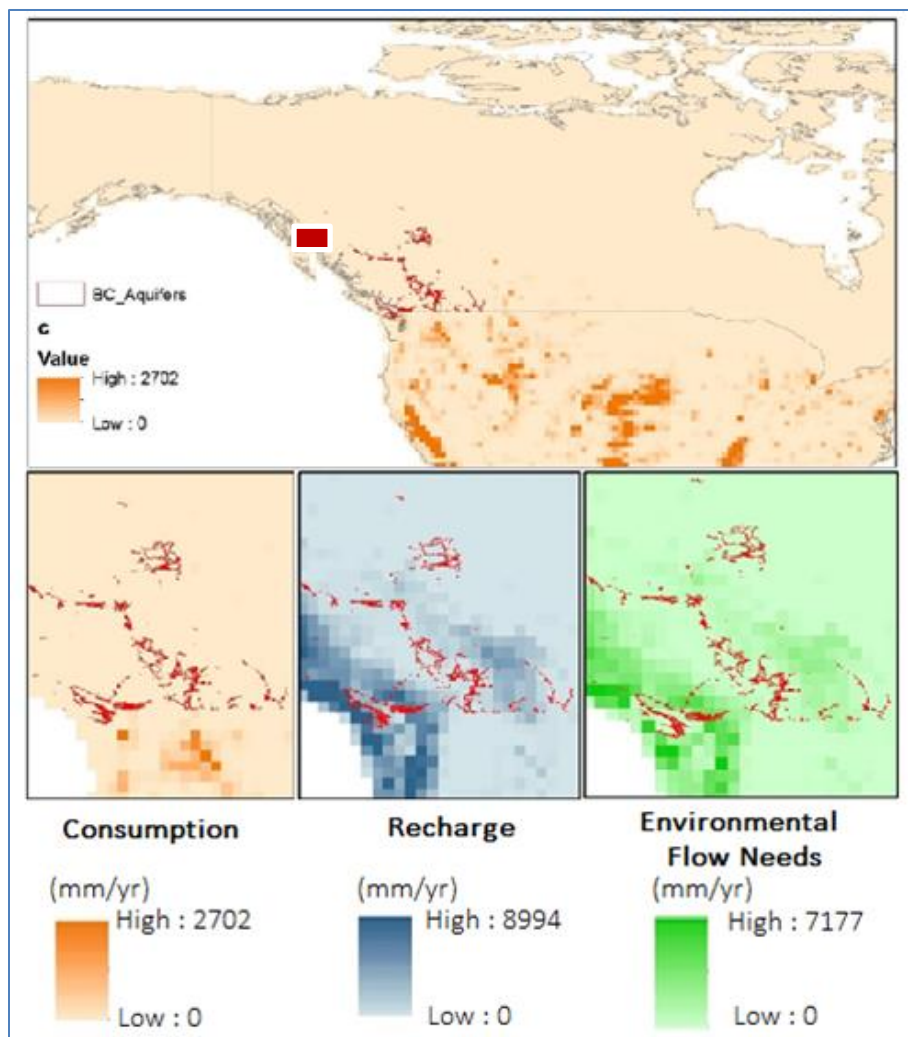 BC_Aquifers
c
Value
High : 2702
Low : 0
Consumption
(mm/yr)
High : 2702
Low : 0
Recharge
(mm/yr)
High : 8994
Low : 0
Environmental
Flow Needs
(mm/yr)
High : 7177
Low : 0